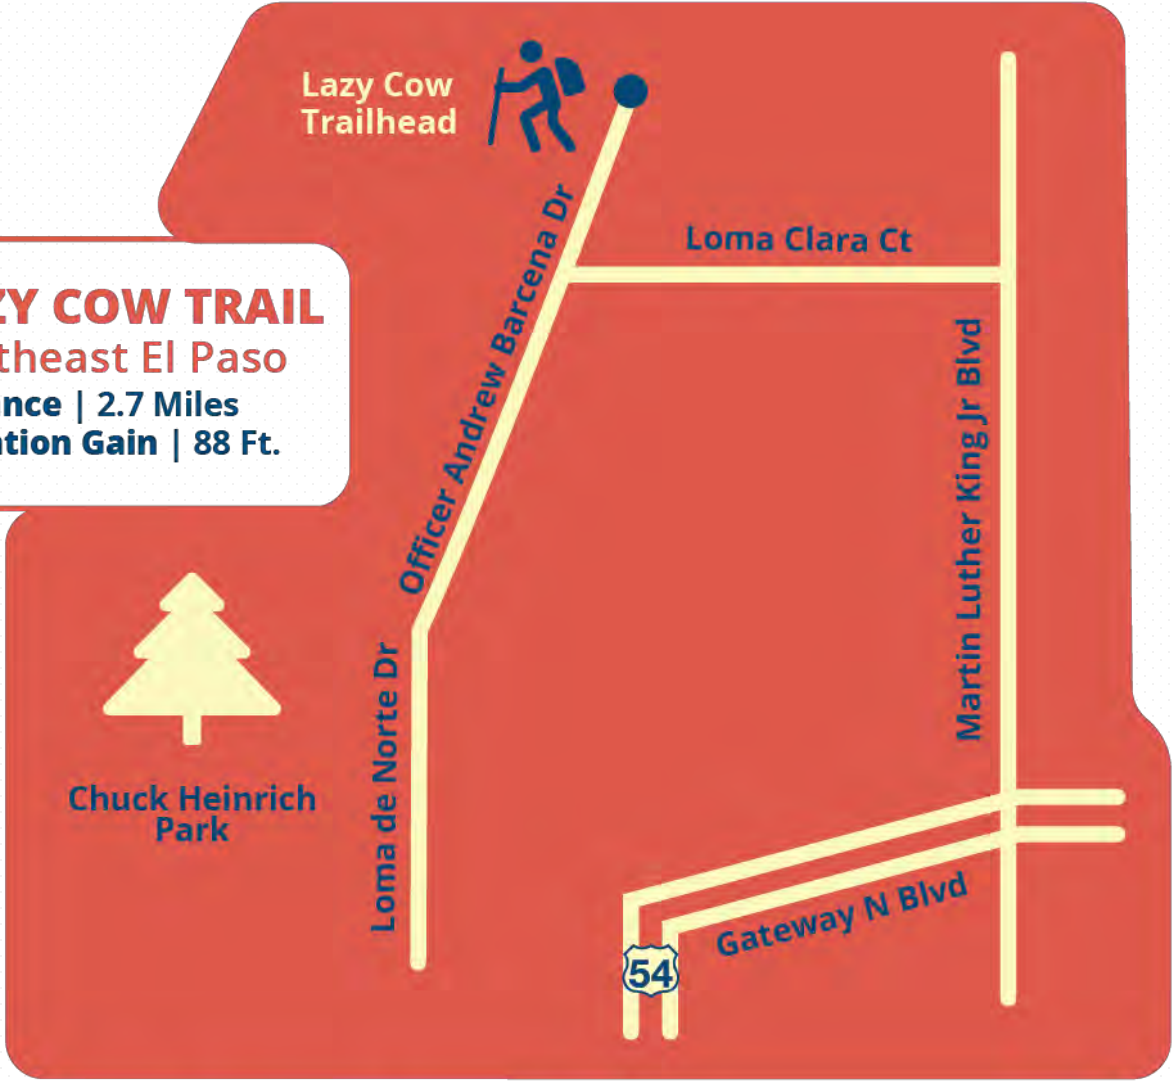 Lazy Cow
Trailhead
Officer Andrew Barcena Dr
Loma Clara Ct
ZY COW TRAIL
theast El Paso
nce | 2.7 Miles
ation Gain | 88 Ft.
Martin Luther King Jr Blvd
Loma de Norte Dr
Chuck Heinrich
Park
Gateway N Blvd
54